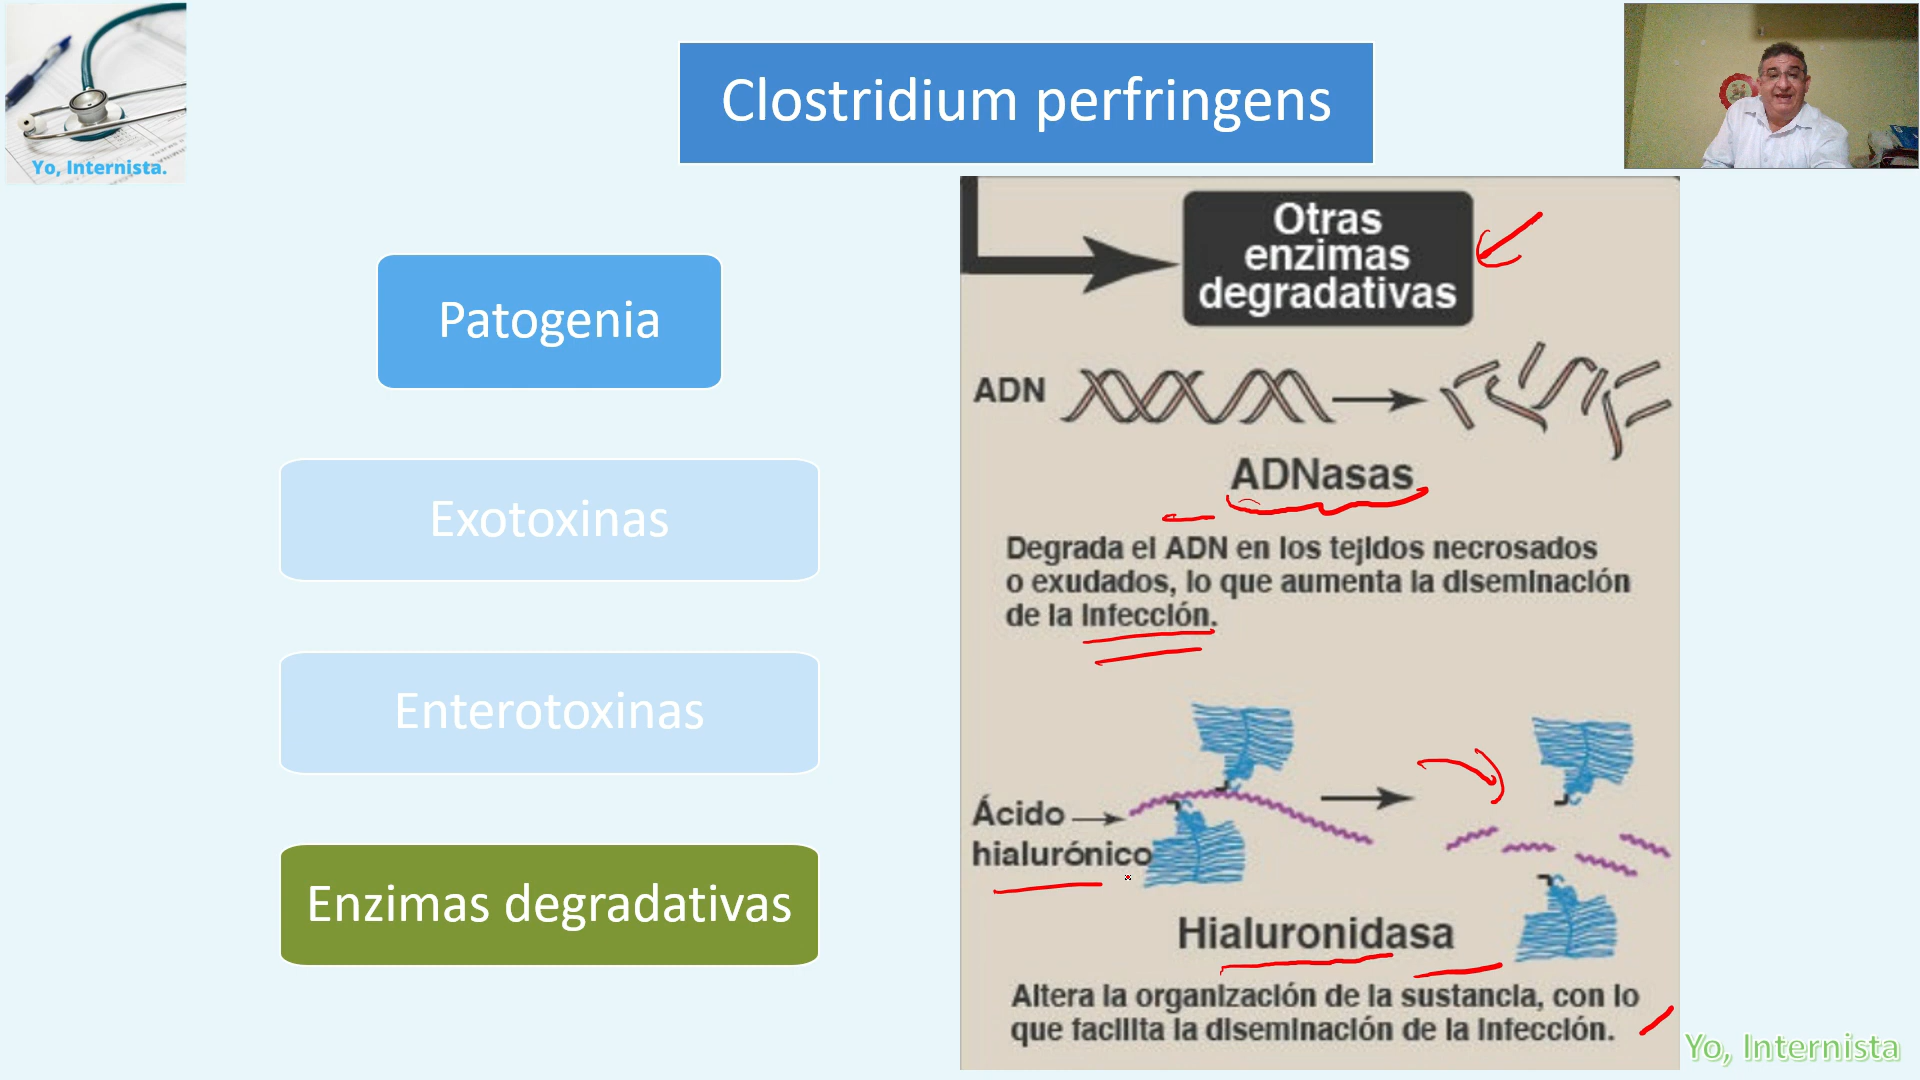 Yo, Internista.
Clostridium perfringens
Patogenia
Exotoxinas
Enterotoxinas
Enzimas degradativas
Otras
enzimas
degradativas
ADN
ADNasas
Degrada el ADN en los tejidos necrosados
o exudados, lo que aumenta la diseminación
de la infección.
Ácido
hialurónico
Hialuronidasa
Altera la organización de la sustancia, con lo
que facilita la diseminación de la infección.
Yo, Internista